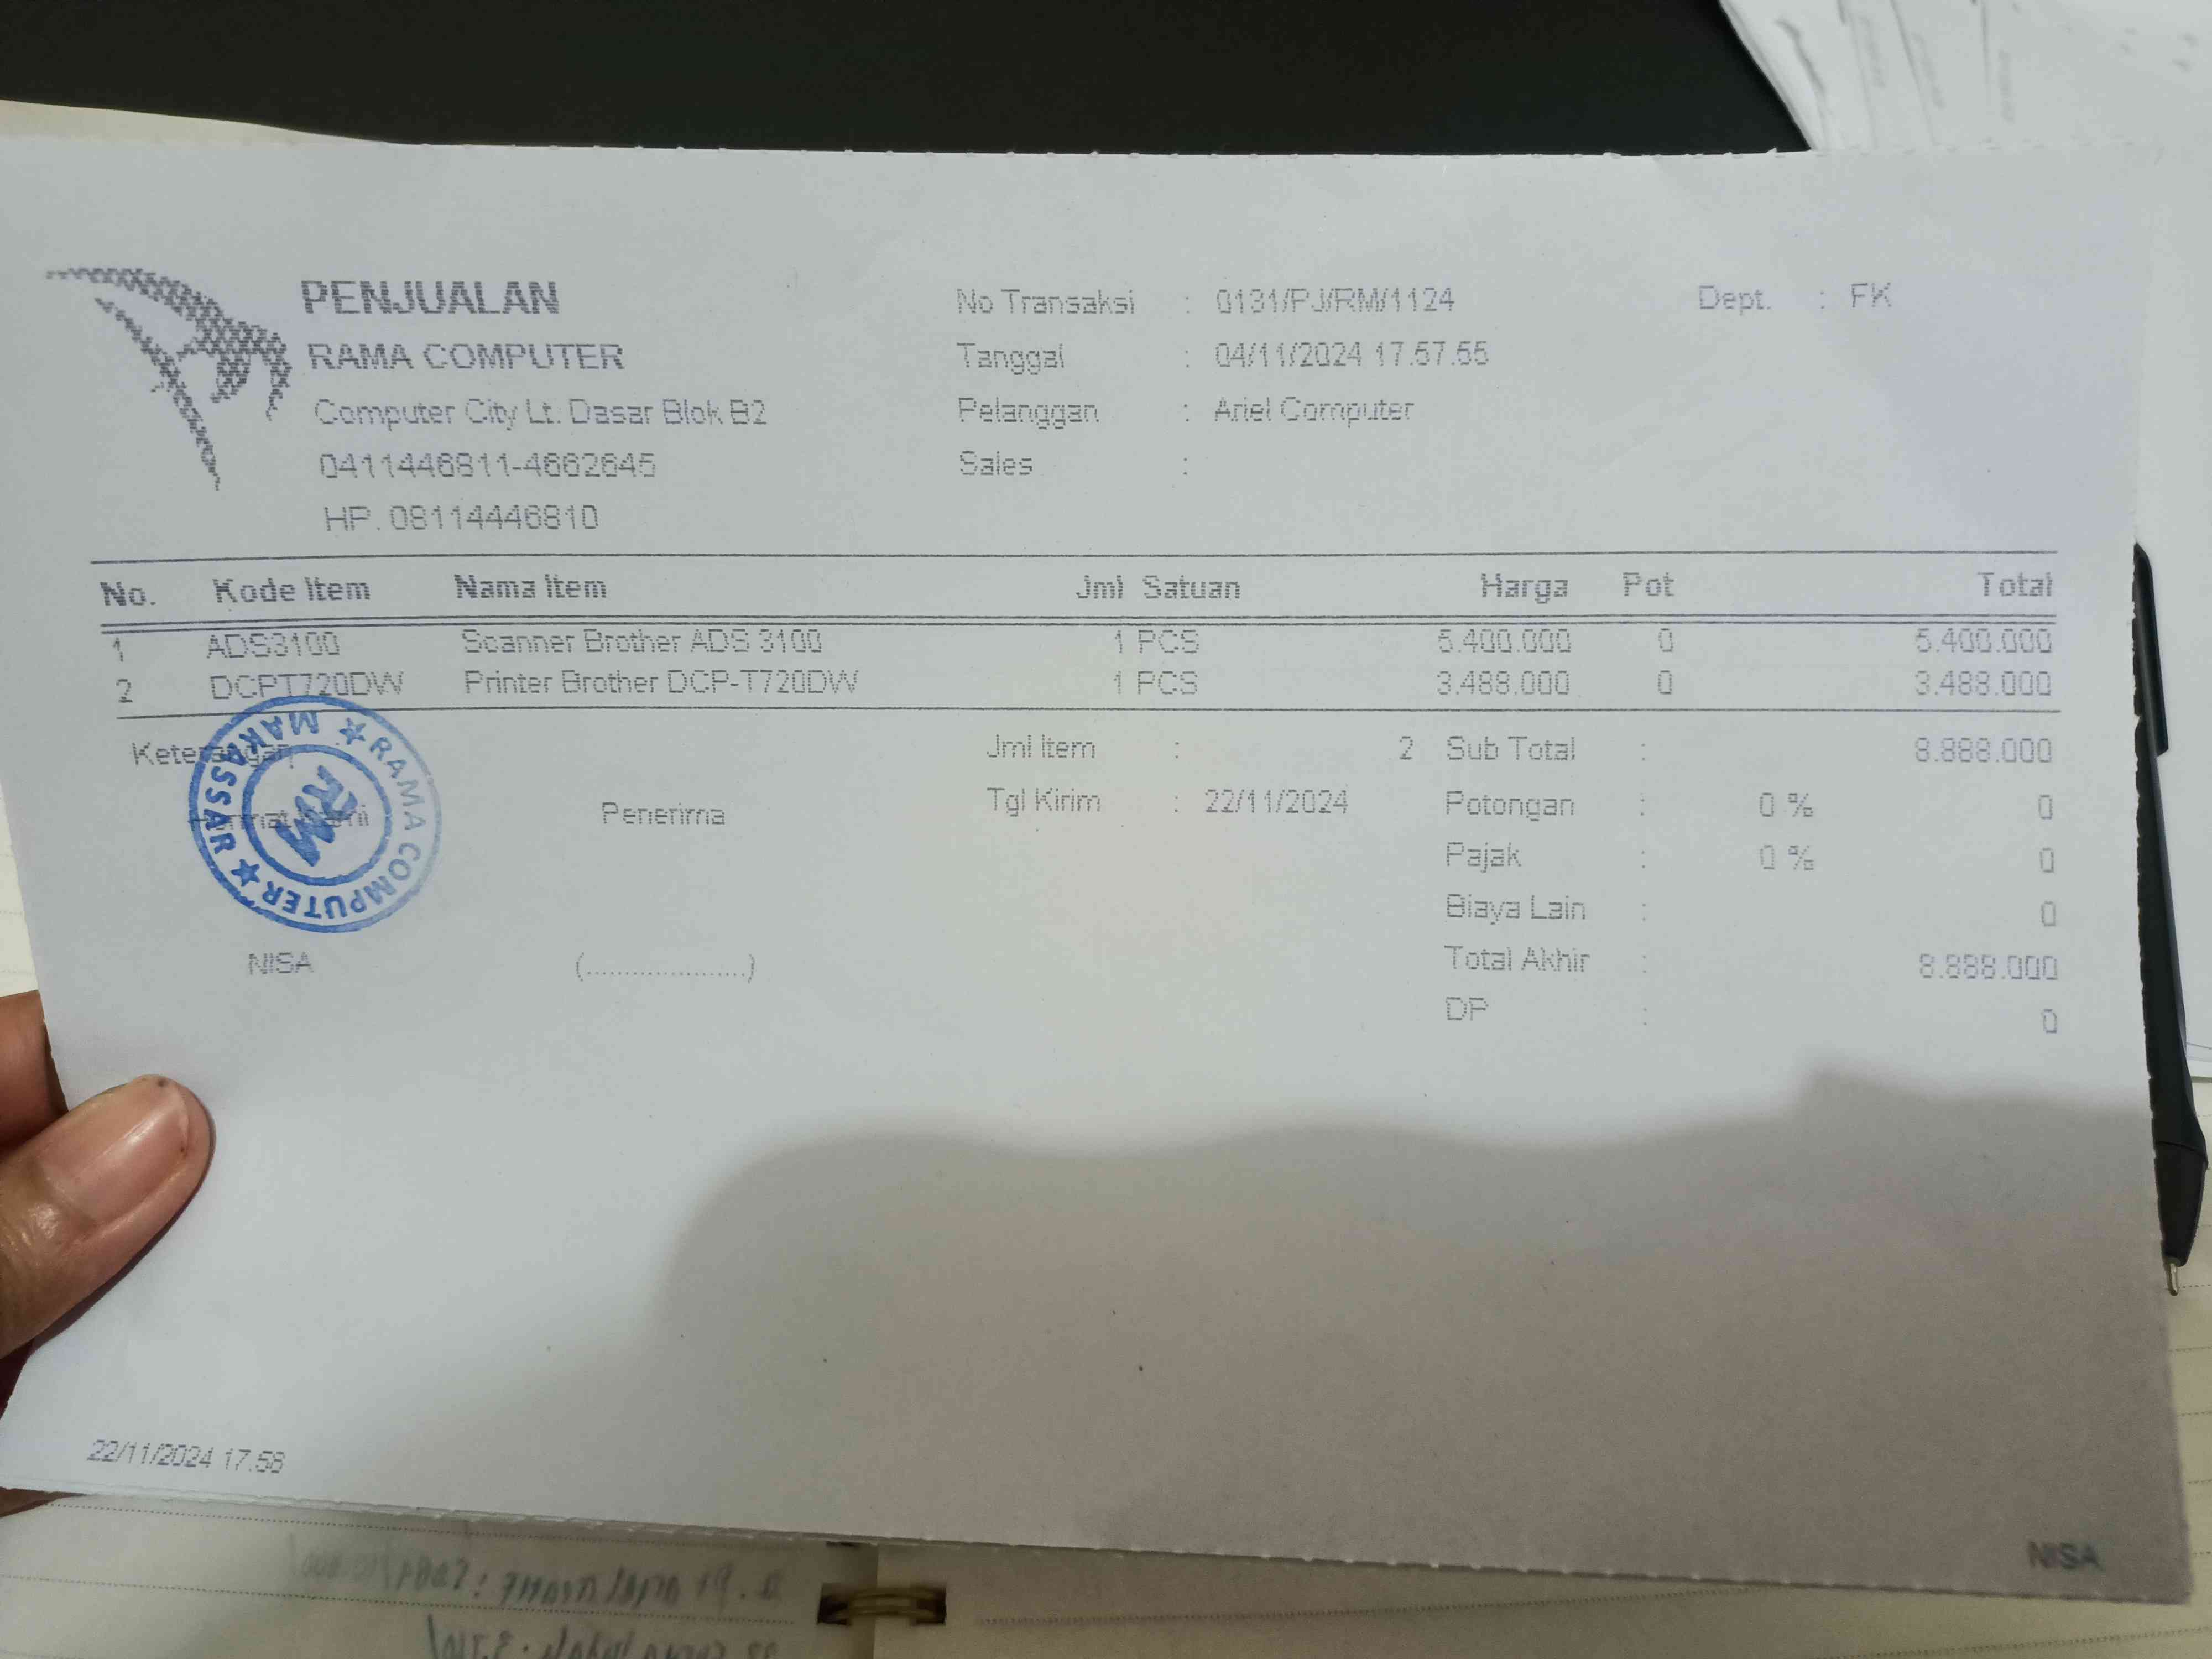 PENJUALAN
RAMA COMPUTER
Computer City Lt. Dasar Blok B2
0411446811-4662645
HP. 08114446810
No Transaksi : 0131/PJ/RM/1124
Tanggal : 04/11/2024 17.57.55
Pelanggan : Ariel Computer
Sales :
Dept. : FK
No. Kode Item Nama Item Jml Satuan Harga Pot Total
1 ADS3100 Scanner Brother ADS 3100 1 PCS 5.400.000 0 5.400.000
2 DCPT720DW Printer Brother DCP-T720DW 1 PCS 3.488.000 0 3.488.000
Keterangan
Hormat Kami
Penerima
NISA
(......................)
RAMA COMPUTER ★ MAKASSAR ★
RM
Jml Item : 2
Tgl Kirim : 22/11/2024
Sub Total : 8.888.000
Potongan : 0 % 0
Pajak : 0 % 0
Biaya Lain : 0
Total Akhir : 8.888.000
DP : 0
22/11/2024 17.58
NISA